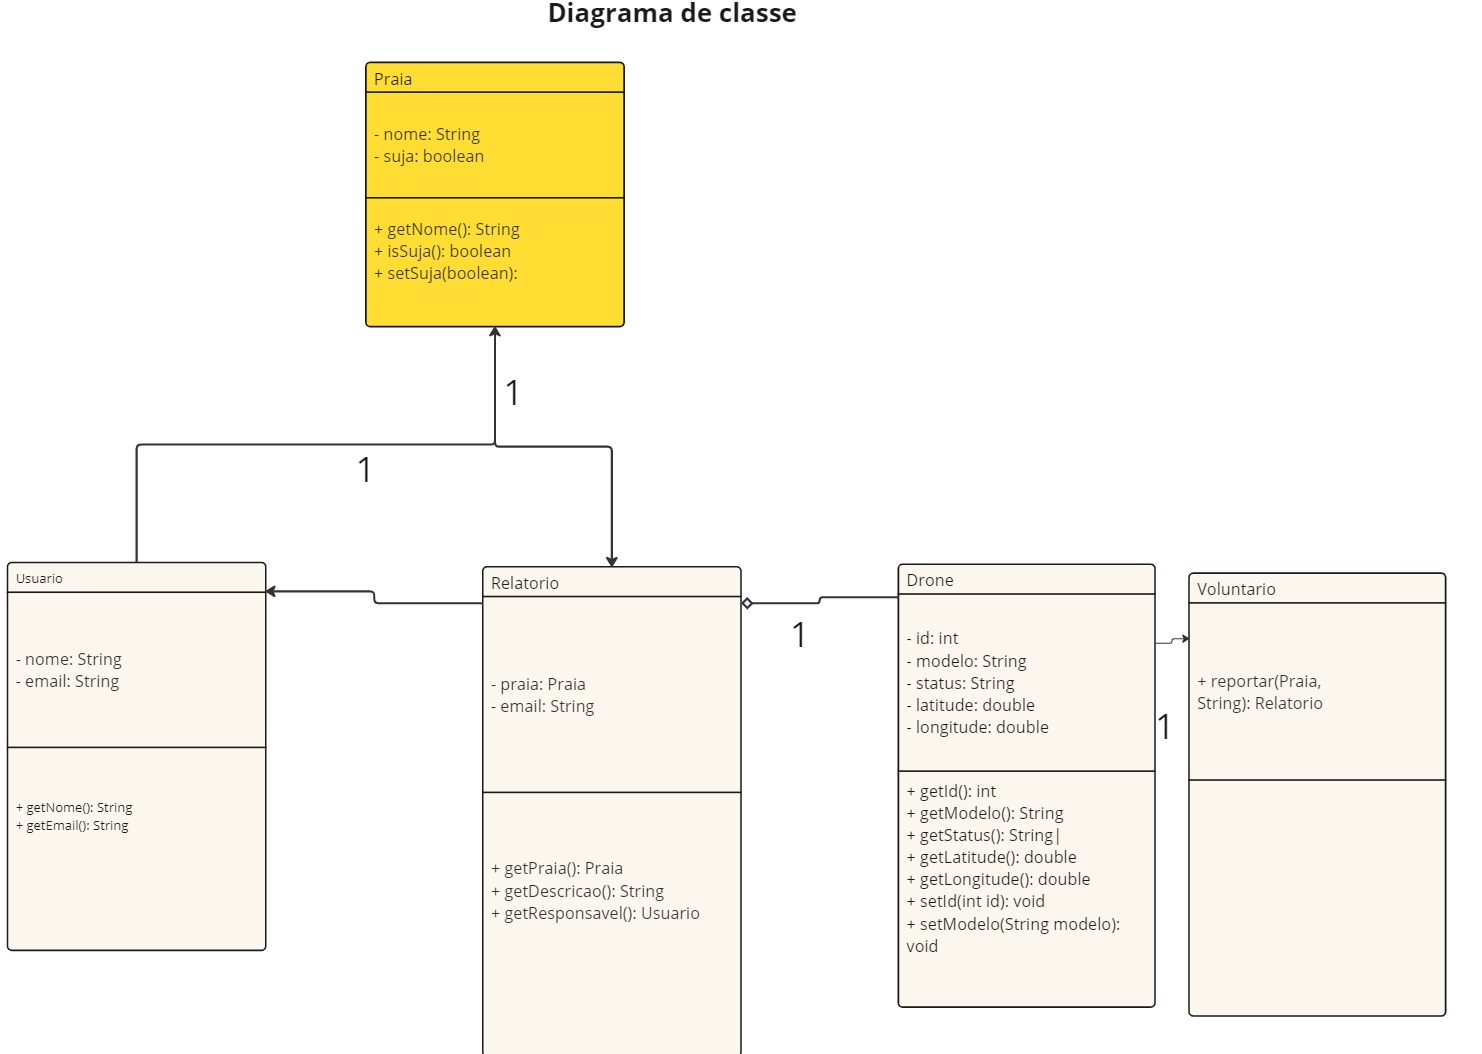 Diagrama de classe
Praia
- nome: String
- suja: boolean
+ getNome(): String
+ isSuja(): boolean
+ setSuja(boolean):
1
1
Usuario
- nome: String
- email: String
+ getNome(): String
+ getEmail(): String
Relatorio
- praia: Praia
- email: String
+ getPraia(): Praia
+ getDescricao(): String
+ getResponsavel(): Usuario
1
Drone
- id: int
- modelo: String
- status: String
- latitude: double
- longitude: double
+ getId(): int
+ getModelo(): String
+ getStatus(): String|
+ getLatitude(): double
+ getLongitude(): double
+ setId(int id): void
+ setModelo(String modelo):
void
1
Voluntario
+ reportar(Praia,
String): Relatorio